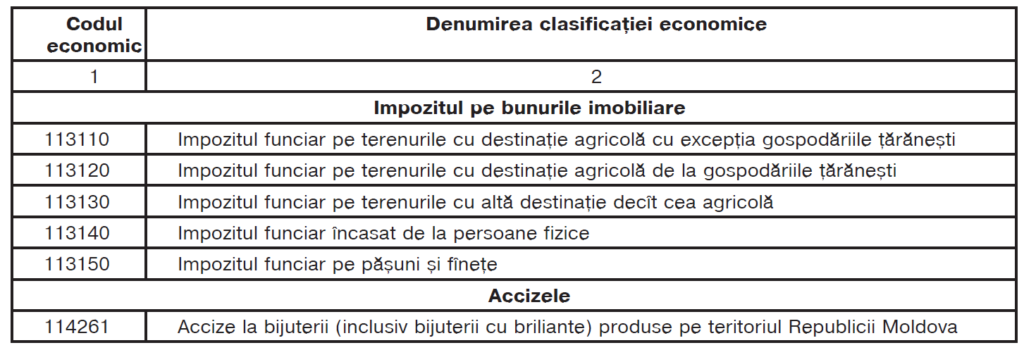 Codul economic Denumirea clasificației economice
1 2
Impozitul pe bunurile imobiliare
113110 Impozitul funciar pe terenurile cu destinație agricolă cu excepția gospodăriile țărănești
113120 Impozitul funciar pe terenurile cu destinație agricolă de la gospodăriile țărănești
113130 Impozitul funciar pe terenurile cu altă destinație decît cea agricolă
113140 Impozitul funciar încasat de la persoane fizice
113150 Impozitul funciar pe pășuni și fînețe
Accizele
114261 Accize la bijuterii (inclusiv bijuterii cu briliante) produse pe teritoriul Republicii Moldova